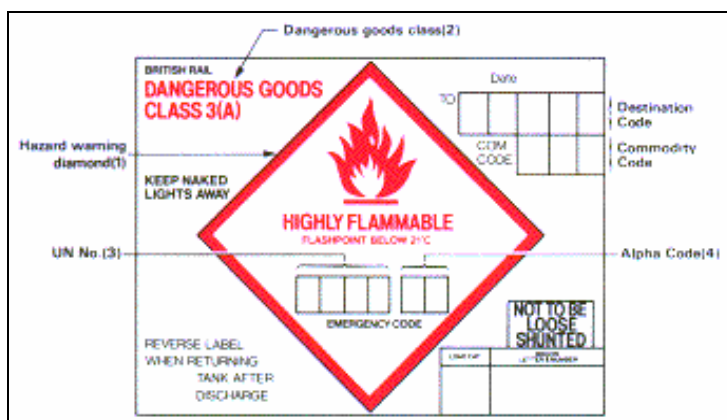 Dangerous goods class(2)
BRITISH RAIL
DANGEROUS GOODS
CLASS 3(A)
Date
TO
Destination
Code
COM
CODE
Commodity
Code
Hazard warning
diamond(1)
KEEP NAKED
LIGHTS AWAY
HIGHLY FLAMMABLE
FLASHPOINT BELOW 21°C
UN No.(3)
Alpha Code(4)
EMERGENCY CODE
NOT TO BE
LOOSE
SHUNTED
REVERSE LABEL
WHEN RETURNING
TANK AFTER
DISCHARGE
LETTER & NUMBER